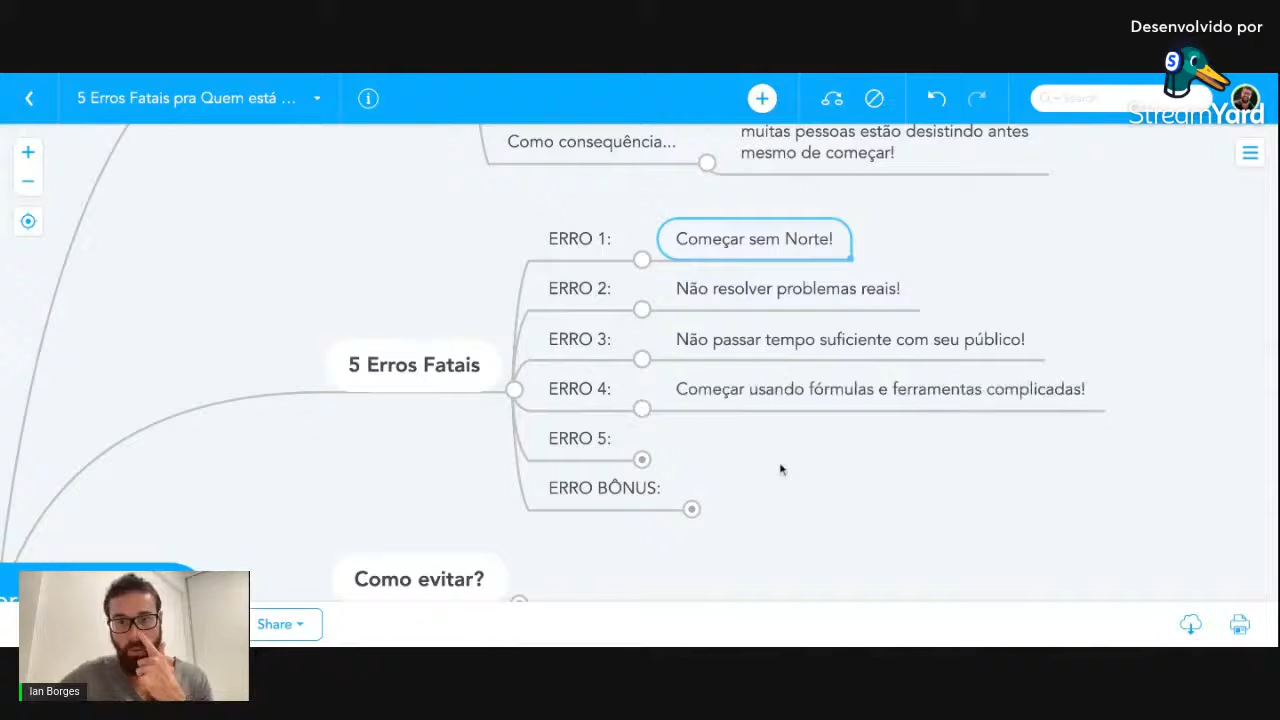 Desenvolvido por
StreamYard
5 Erros Fatais pra Quem está ...
Search
Como consequência...
muitas pessoas estão desistindo antes
mesmo de começar!
ERRO 1:
Começar sem Norte!
ERRO 2:
Não resolver problemas reais!
ERRO 3:
Não passar tempo suficiente com seu público!
5 Erros Fatais
ERRO 4:
Começar usando fórmulas e ferramentas complicadas!
ERRO 5:
ERRO BÔNUS:
Como evitar?
Share
Ian Borges